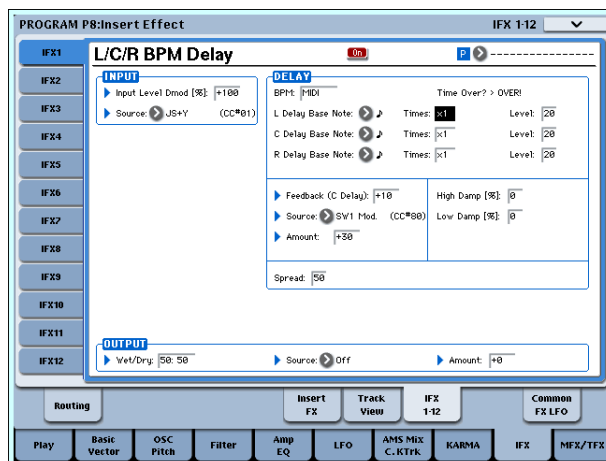 PROGRAM P8:Insert Effect IFX 1-12
IFX1 L/C/R BPM Delay On P ----------------
IFX2 INPUT DELAY
Input Level Dmod [%]: +100 BPM: MIDI Time Over? > OVER!
IFX3 Source: JS+Y (CC#01) L Delay Base Note: ♪ Times: x1 Level: 20
IFX4 C Delay Base Note: ♪ Times: x1 Level: 20
R Delay Base Note: ♪ Times: x1 Level: 20
IFX5
IFX6 Feedback (C Delay): +10 High Damp [%]: 0
IFX7 Source: SW1 Mod. (CC#80) Low Damp [%]: 0
IFX8 Amount: +30
IFX9 Spread: 50
IFX10
IFX11
OUTPUT
IFX12 Wet/Dry: 50: 50 Source: Off Amount: +0
Routing Insert FX Track View IFX 1-12 Common FX LFO
Play Basic Vector OSC Pitch Filter Amp EQ LFO AMS Mix C.KTrk KARMA IFX MFX/TFX